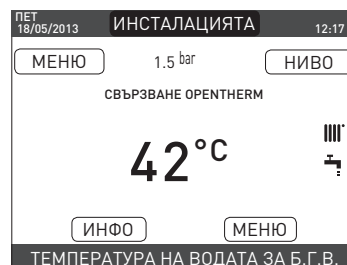 ПЕТ
18/05/2013 ИНСТАЛАЦИЯТА 12:17
МЕНЮ 1.5 bar НИВО
СВЪРЗВАНЕ OPENTHERM
42°C
ИНФО МЕНЮ
ТЕМПЕРАТУРА НА ВОДАТА ЗА Б.Г.В.